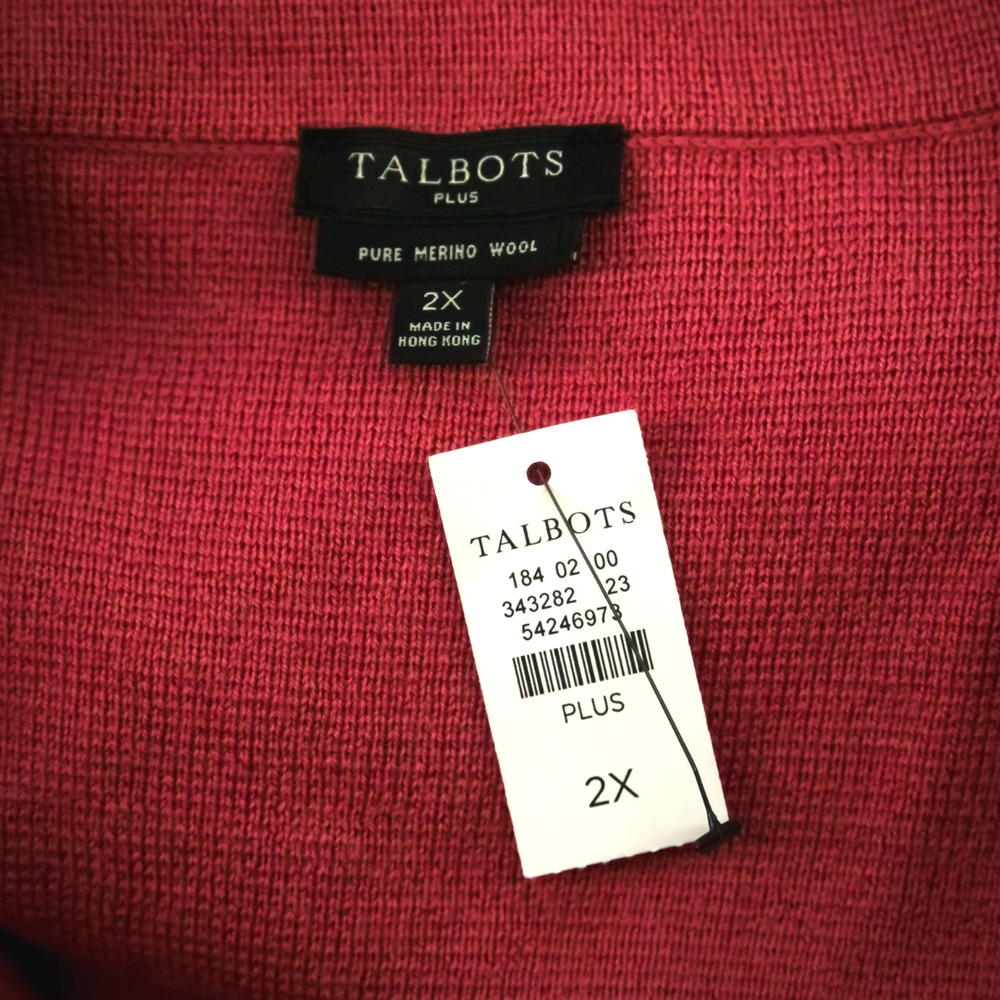 TALBOTS
PLUS
PURE MERINO WOOL
2X
MADE IN
HONG KONG
TALBOTS
184 02 00
343282 23
54246973
PLUS
2X